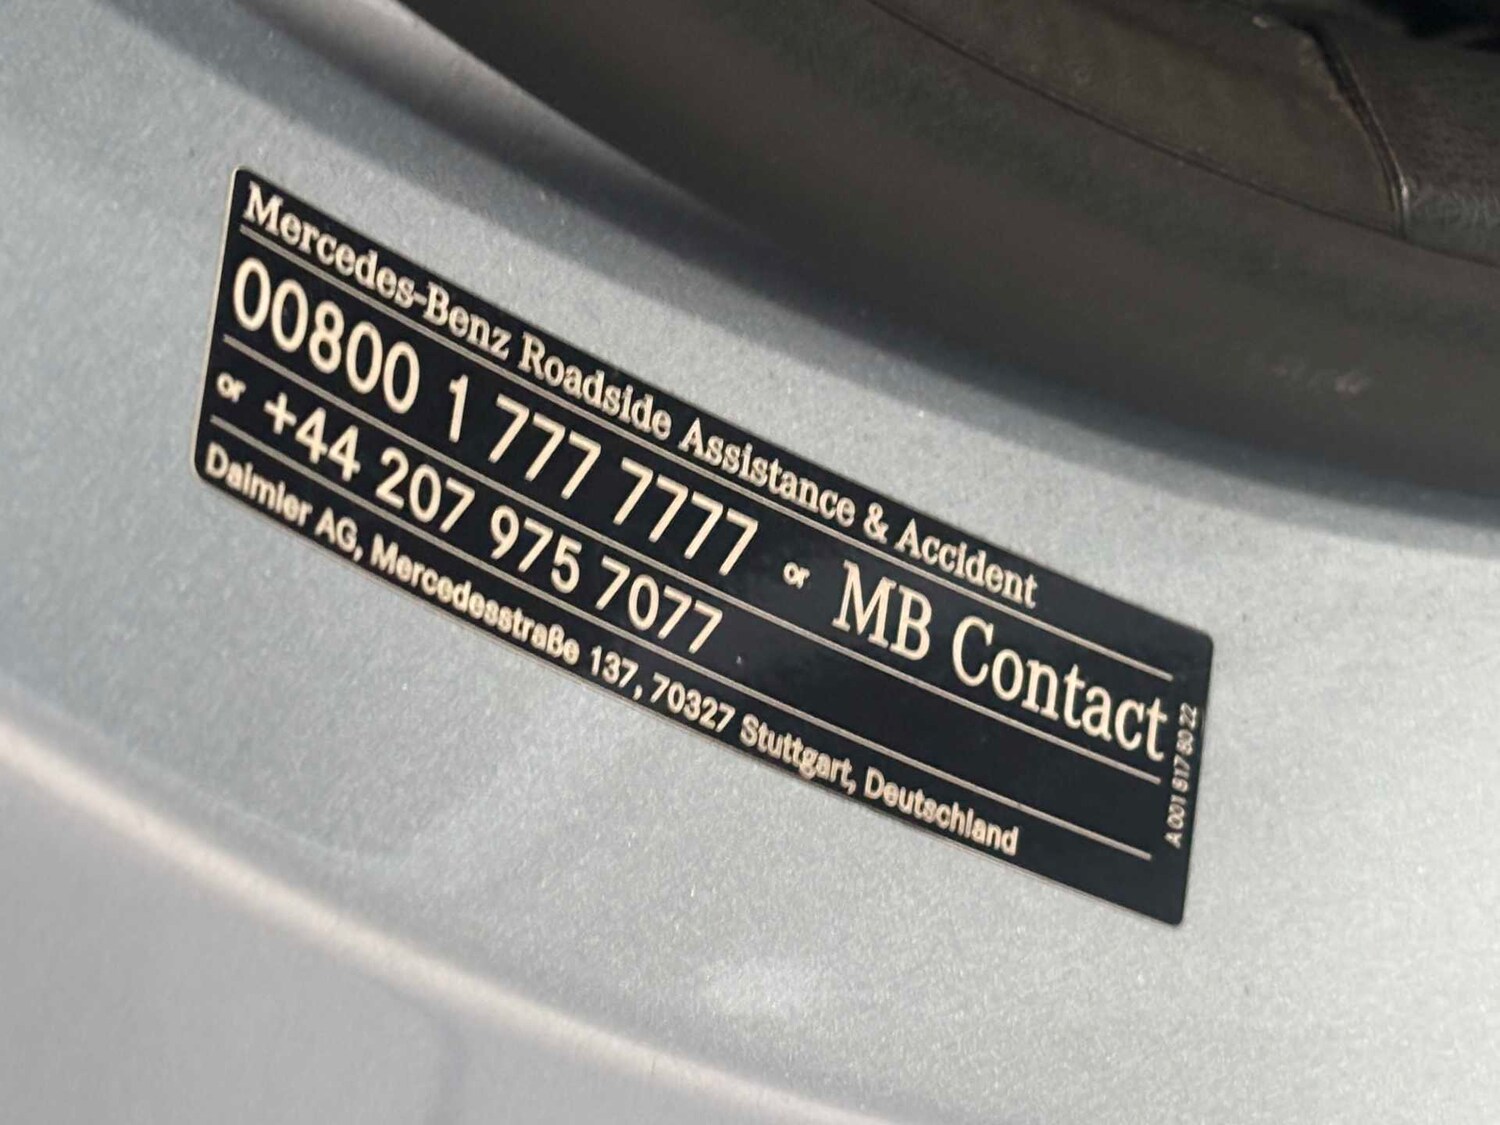 Mercedes-Benz Roadside Assistance & Accident
00800 1 777 7777 or MB Contact
or +44 207 975 7077
Daimler AG, Mercedesstraße 137, 70327 Stuttgart, Deutschland
A 001 817 80 22